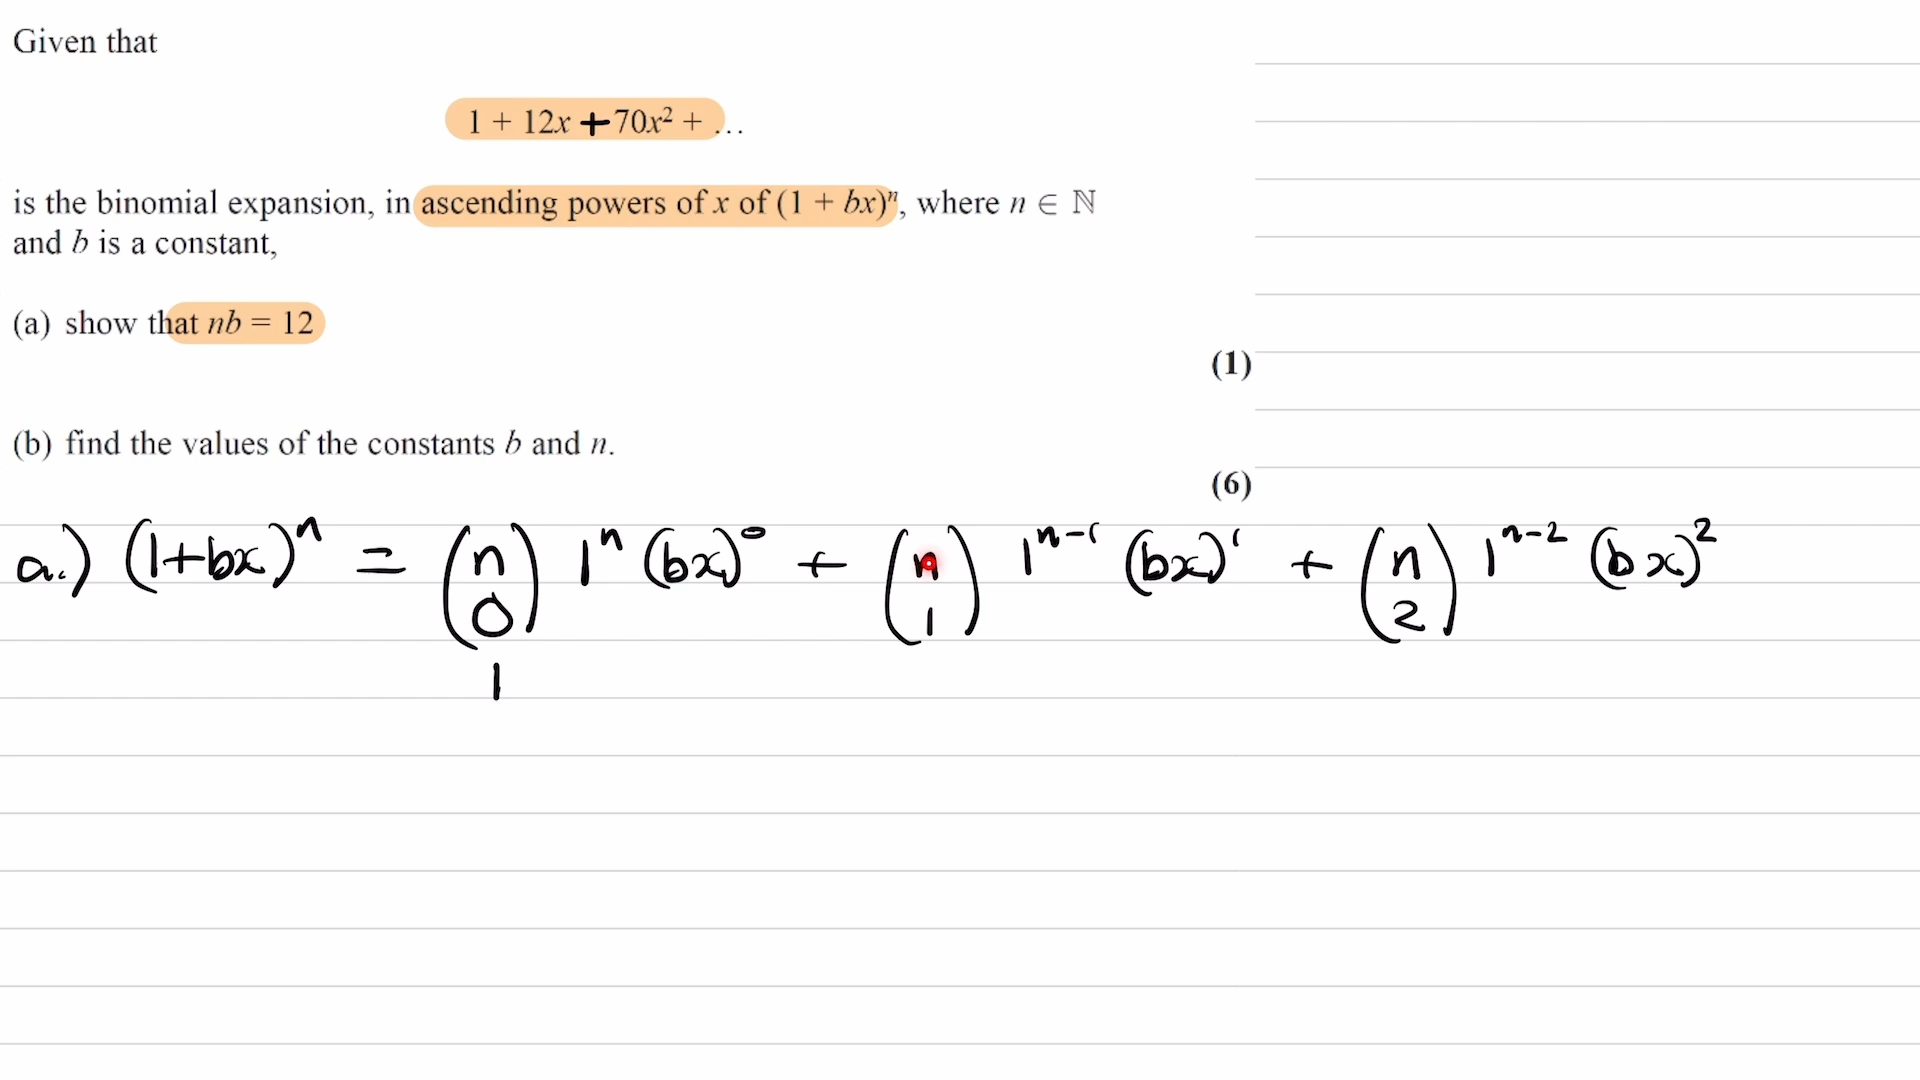 Given that
1 + 12x + 70x² + …
is the binomial expansion, in ascending powers of x of (1 + bx)ⁿ, where n ∈ ℕ
and b is a constant,
(a) show that nb = 12
(1)
(b) find the values of the constants b and n.
(6)
a.) (1+bx)ⁿ = (n 0) 1ⁿ (bx)⁰ + (n 1) 1ⁿ⁻¹ (bx)¹ + (n 2) 1ⁿ⁻² (bx)²
1